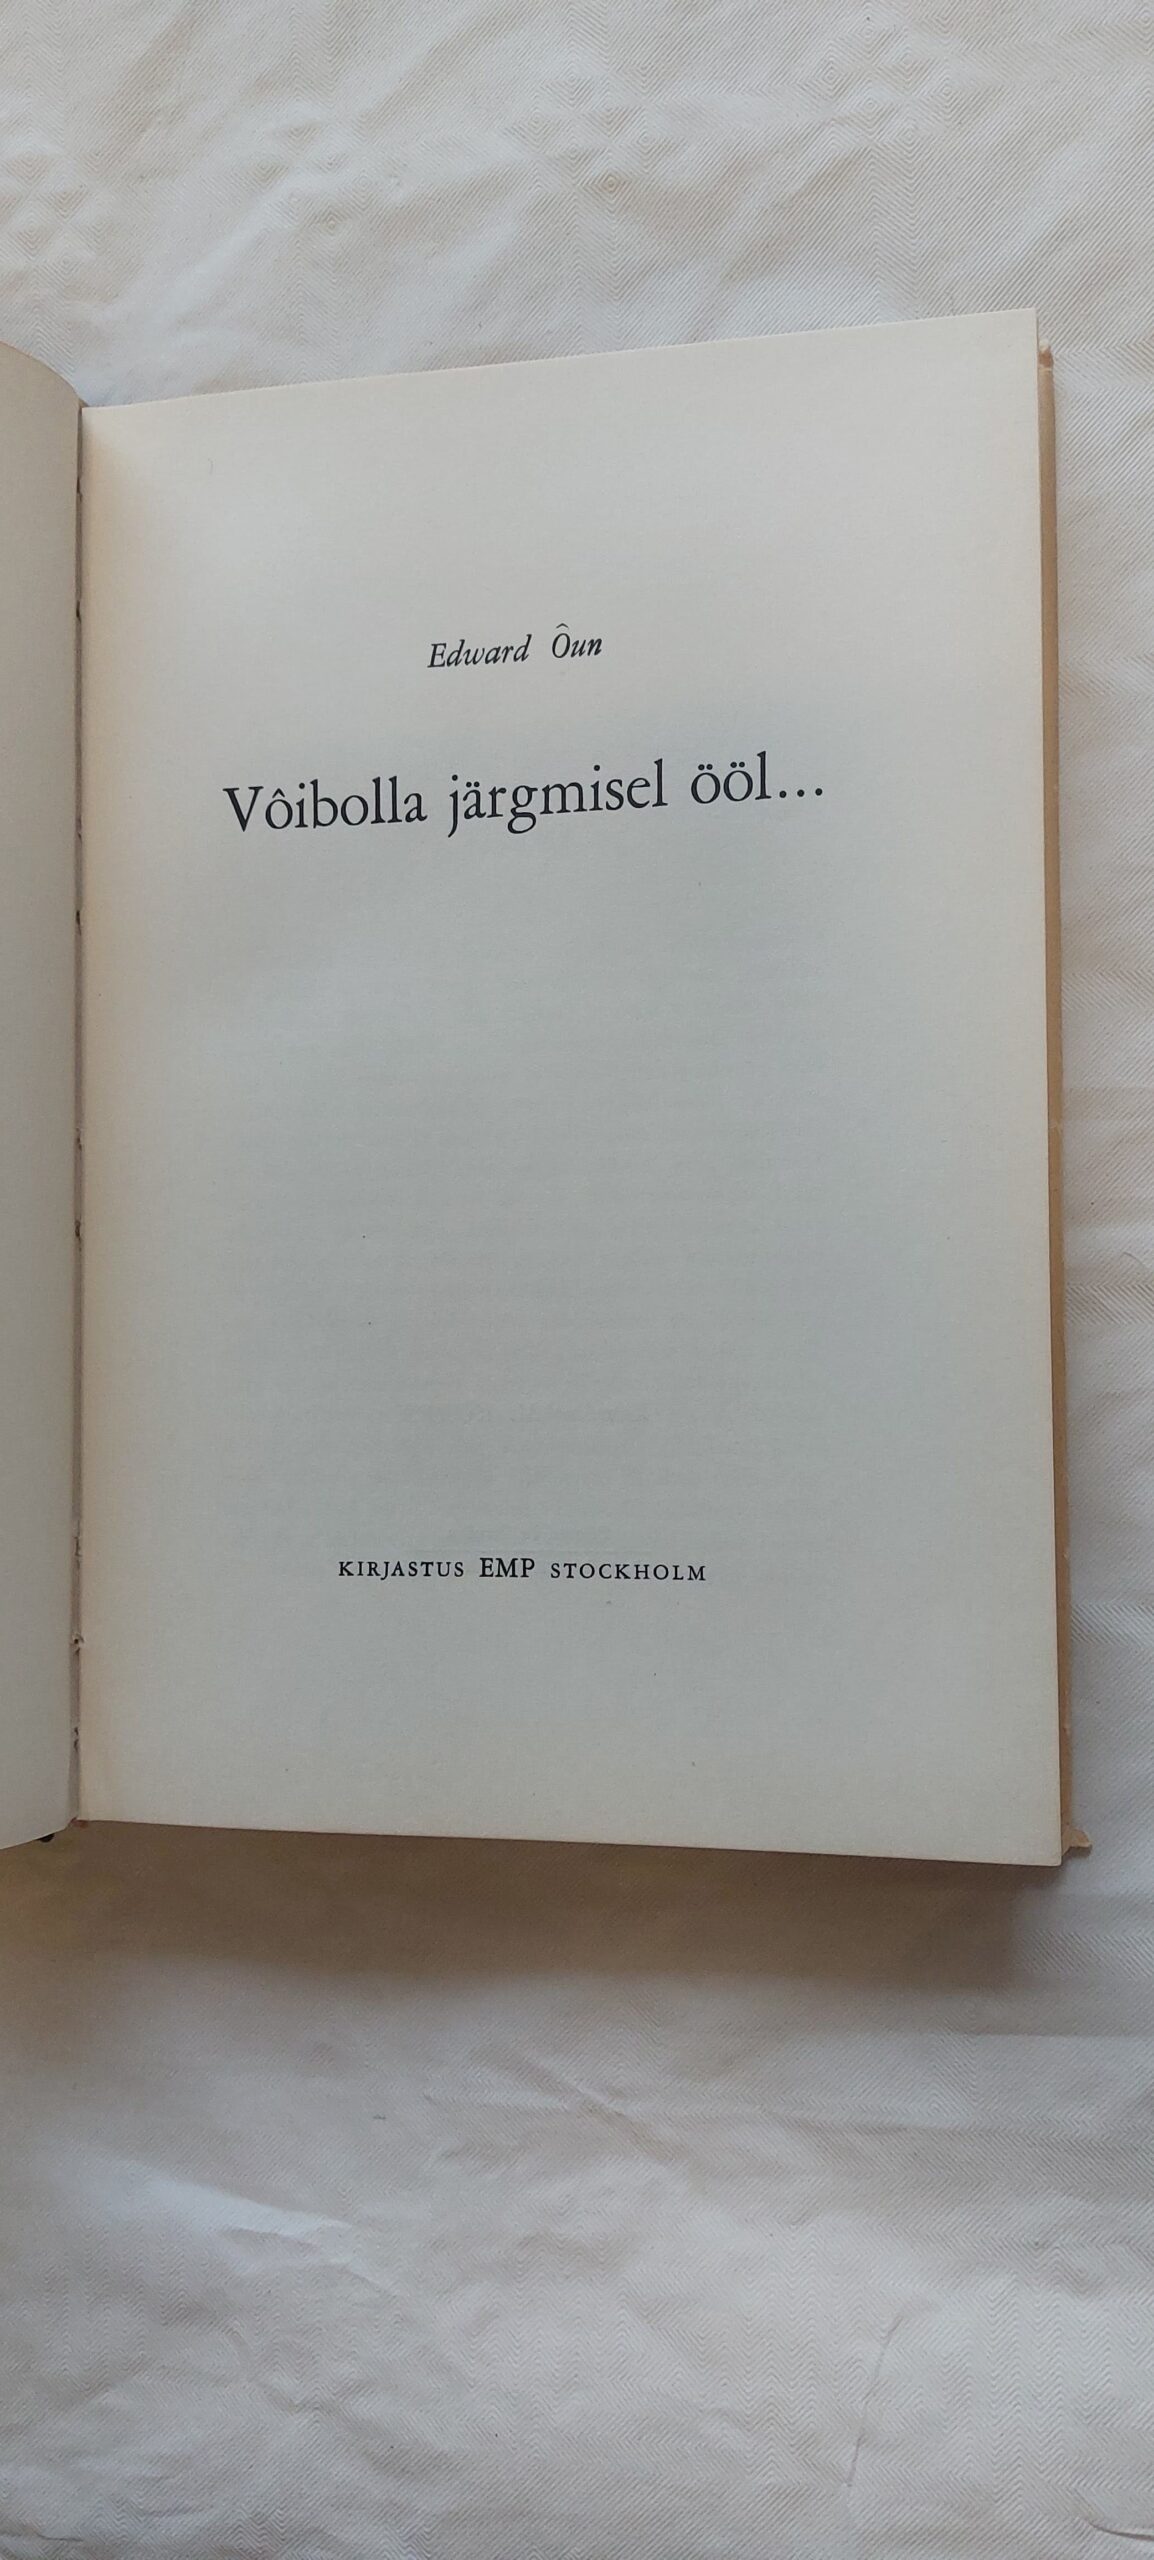 Edward Ôun
Vôibolla järgmisel ööl...
KIRJASTUS EMP STOCKHOLM